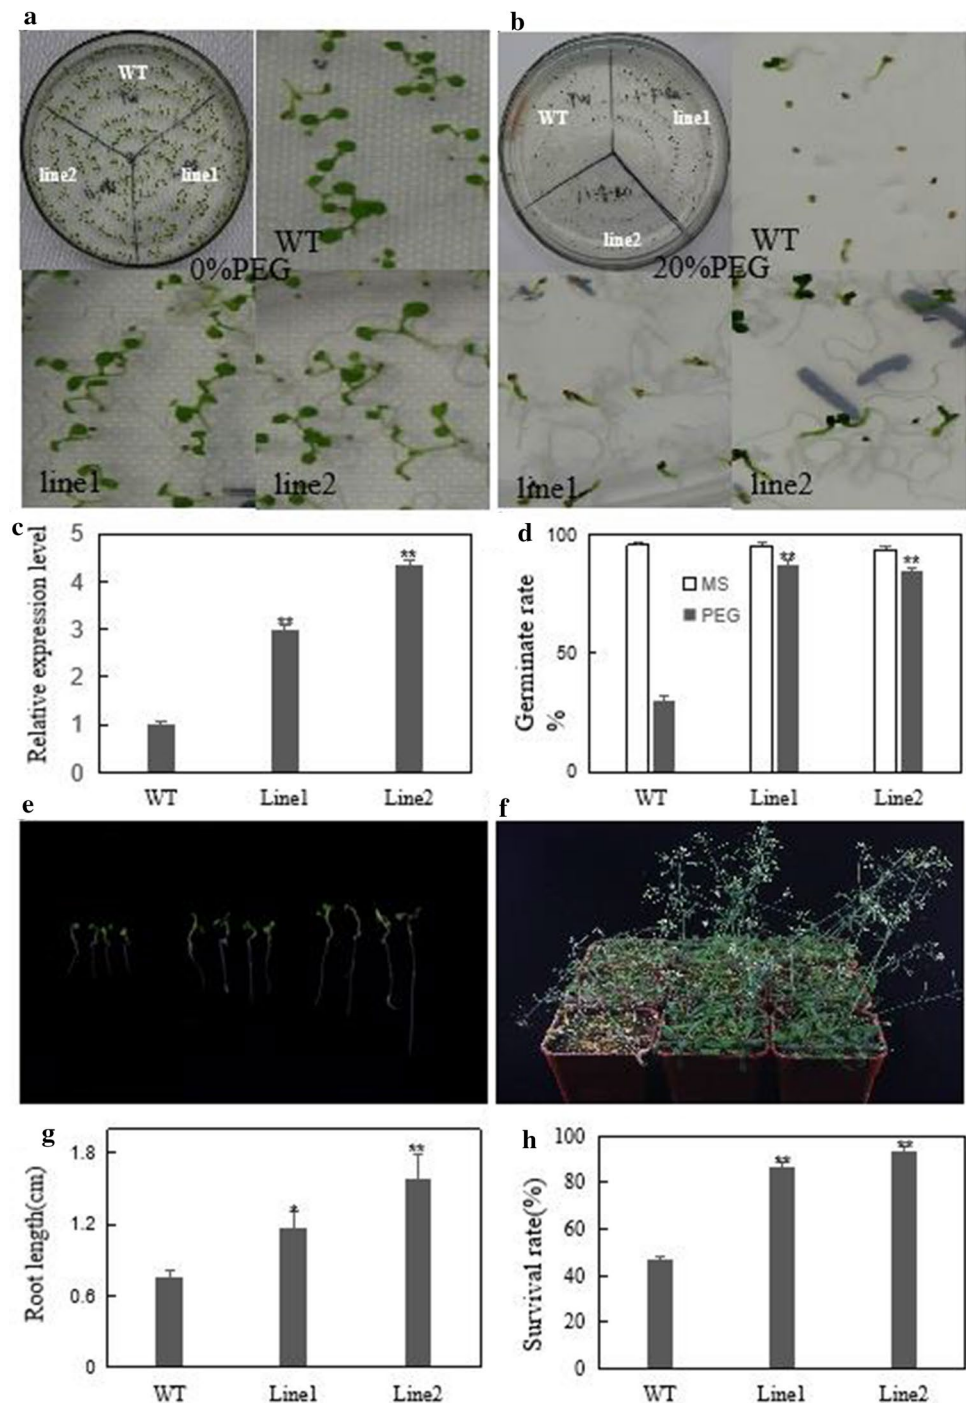 a
WT
line2
line1
WT
0%PEG
line1
line2
b
WT
line1
line2
WT
20%PEG
line1
line2
c
Relative expression level
5
4
3
2
1
0
**
**
WT
Line1
Line2
d
Germinate rate
%
100
50
0
MS
PEG
**
**
WT
Line1
Line2
e
f
g
Root length(cm)
1.8
1.2
0.6
0
*
**
WT
Line1
Line2
h
Survival rate(%)
100
80
60
40
20
0
**
**
WT
Line1
Line2